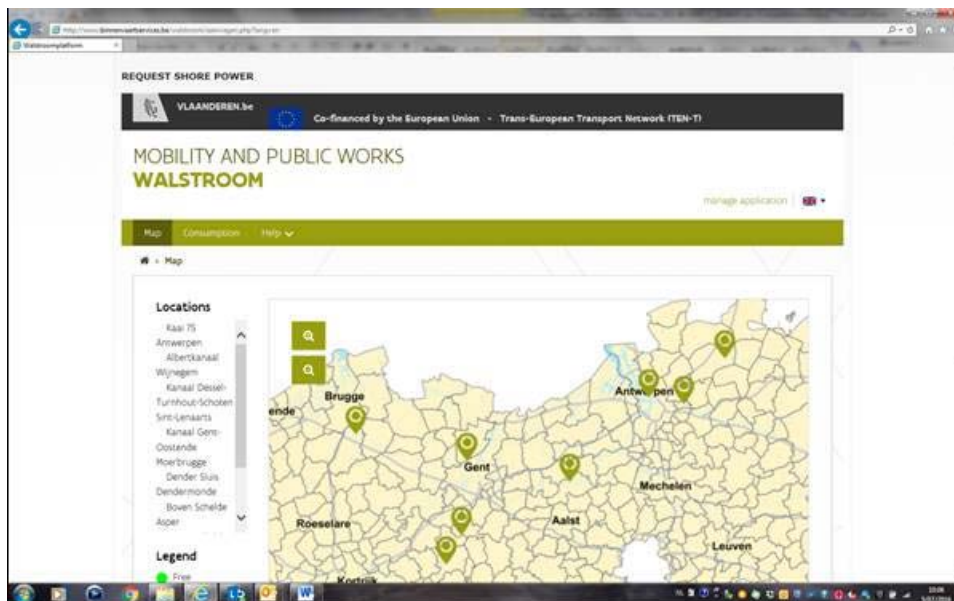 Walstroomplatform
REQUEST SHORE POWER
VLAANDEREN.be
Co-financed by the European Union - Trans-European Transport Network (TEN-T)
MOBILITY AND PUBLIC WORKS
WALSTROOM
manage application
Map Consumption Help
Map
Locations
Kaai 75
Antwerpen
Albertkanaal
Wijnegem
Kanaal Dessel-
Turnhout-Schoten
Sint-Lenaarts
Kanaal Gent-
Oostende
Moerbrugge
Dender Sluis
Dendermonde
Boven Schelde
Asper
Legend
Free
Brugge
ende
Antwerpen
Gent
Mechelen
Roeselare
Aalst
Leuven
Kortrijk